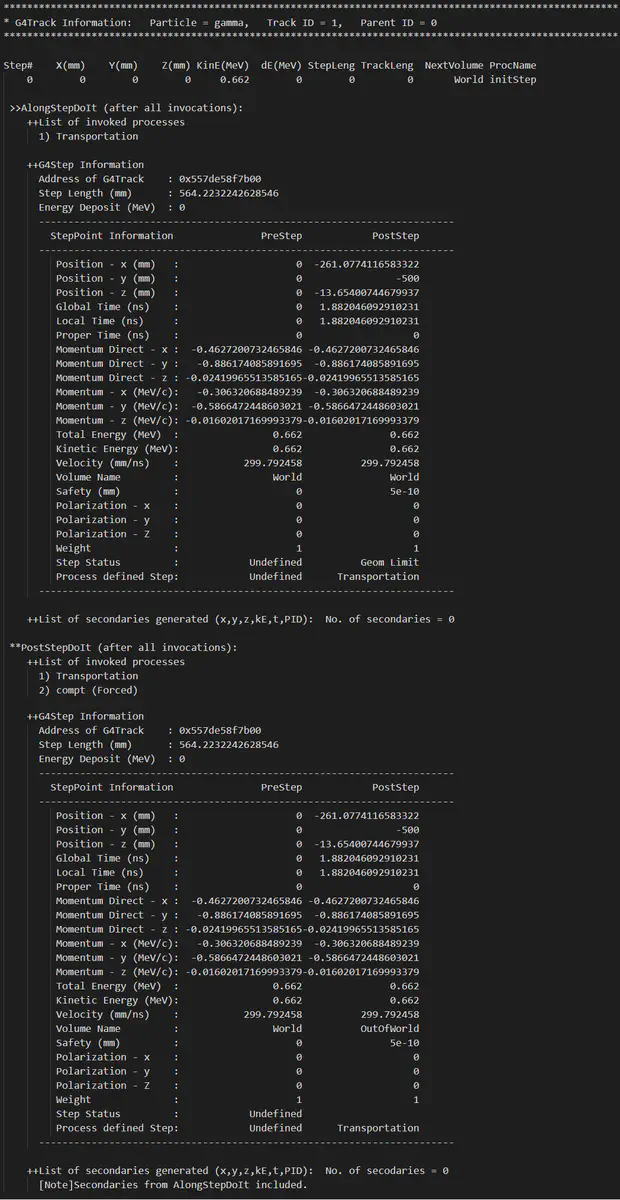 *******************************************************************************************************
* G4Track Information:   Particle = gamma,   Track ID = 1,   Parent ID = 0
*******************************************************************************************************
Step#    X(mm)    Y(mm)    Z(mm) KinE(MeV)  dE(MeV) StepLeng TrackLeng  NextVolume ProcName
0        0        0        0     0.662        0        0         0       World initStep
>>AlongStepDoIt (after all invocations):
++List of invoked processes
1) Transportation
++G4Step Information
Address of G4Track    : 0x557de58f7b00
Step Length (mm)      : 564.2232242628546
Energy Deposit (MeV)  : 0
-----------------------------------------------------------------------
StepPoint Information               PreStep            PostStep
-----------------------------------------------------------------------
Position - x (mm)   :                    0  -261.0774116583322
Position - y (mm)   :                    0                -500
Position - z (mm)   :                    0  -13.65400744679937
Global Time (ns)    :                    0   1.882046092910231
Local Time (ns)     :                    0   1.882046092910231
Proper Time (ns)    :                    0                   0
Momentum Direct - x :  -0.4627200732465846 -0.4627200732465846
Momentum Direct - y :   -0.886174085891695  -0.886174085891695
Momentum Direct - z : -0.02419965513585165-0.02419965513585165
Momentum - x (MeV/c):   -0.306320688489239  -0.306320688489239
Momentum - y (MeV/c):  -0.5866472448603021 -0.5866472448603021
Momentum - z (MeV/c): -0.01602017169993379-0.01602017169993379
Total Energy (MeV)  :                0.662               0.662
Kinetic Energy (MeV):                0.662               0.662
Velocity (mm/ns)    :           299.792458          299.792458
Volume Name         :                World               World
Safety (mm)         :                    0               5e-10
Polarization - x    :                    0                   0
Polarization - y    :                    0                   0
Polarization - Z    :                    0                   0
Weight              :                    1                   1
Step Status         :            Undefined          Geom Limit
Process defined Step:            Undefined      Transportation
-----------------------------------------------------------------------
++List of secondaries generated (x,y,z,kE,t,PID):  No. of secondaries = 0
**PostStepDoIt (after all invocations):
++List of invoked processes
1) Transportation
2) compt (Forced)
++G4Step Information
Address of G4Track    : 0x557de58f7b00
Step Length (mm)      : 564.2232242628546
Energy Deposit (MeV)  : 0
-----------------------------------------------------------------------
StepPoint Information               PreStep            PostStep
-----------------------------------------------------------------------
Position - x (mm)   :                    0  -261.0774116583322
Position - y (mm)   :                    0                -500
Position - z (mm)   :                    0  -13.65400744679937
Global Time (ns)    :                    0   1.882046092910231
Local Time (ns)     :                    0   1.882046092910231
Proper Time (ns)    :                    0                   0
Momentum Direct - x :  -0.4627200732465846 -0.4627200732465846
Momentum Direct - y :   -0.886174085891695  -0.886174085891695
Momentum Direct - z : -0.02419965513585165-0.02419965513585165
Momentum - x (MeV/c):   -0.306320688489239  -0.306320688489239
Momentum - y (MeV/c):  -0.5866472448603021 -0.5866472448603021
Momentum - z (MeV/c): -0.01602017169993379-0.01602017169993379
Total Energy (MeV)  :                0.662               0.662
Kinetic Energy (MeV):                0.662               0.662
Velocity (mm/ns)    :           299.792458          299.792458
Volume Name         :                World          OutOfWorld
Safety (mm)         :                    0               5e-10
Polarization - x    :                    0                   0
Polarization - y    :                    0                   0
Polarization - Z    :                    0                   0
Weight              :                    1                   1
Step Status         :            Undefined
Process defined Step:            Undefined      Transportation
-----------------------------------------------------------------------
++List of secondaries generated (x,y,z,kE,t,PID):  No. of secodaries = 0
[Note]Secondaries from AlongStepDoIt included.